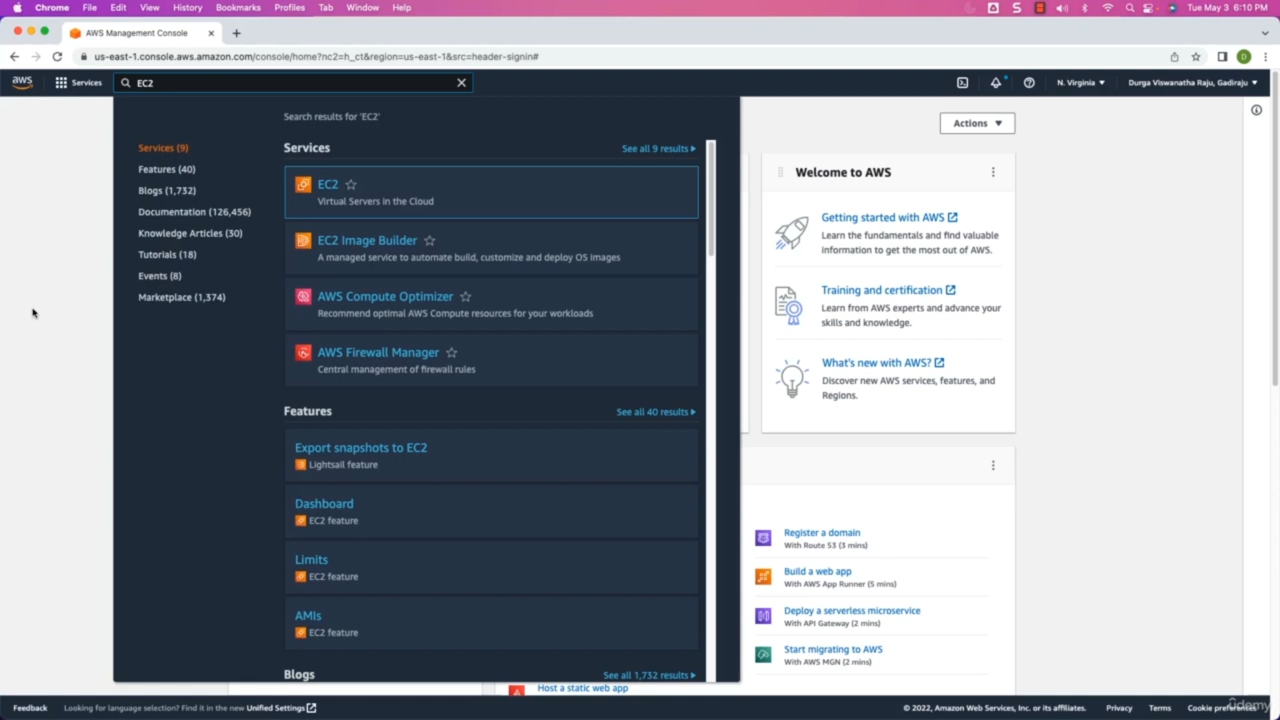 Chrome File Edit View History Bookmarks Profiles Tab Window Help
Tue May 3 6:10 PM
AWS Management Console
us-east-1.console.aws.amazon.com/console/home?nc2=h_ct&region=us-east-1&src=header-signin#
D
aws Services EC2 N. Virginia Durga Viswanatha Raju, Gadiraju
Search results for 'EC2'
Services (9)
Features (40)
Blogs (1,732)
Documentation (126,456)
Knowledge Articles (30)
Tutorials (18)
Events (8)
Marketplace (1,374)
Services See all 9 results
EC2
Virtual Servers in the Cloud
EC2 Image Builder
A managed service to automate build, customize and deploy OS images
AWS Compute Optimizer
Recommend optimal AWS Compute resources for your workloads
AWS Firewall Manager
Central management of firewall rules
Features See all 40 results
Export snapshots to EC2
Lightsail feature
Dashboard
EC2 feature
Limits
EC2 feature
AMIs
EC2 feature
Blogs See all 1,732 results
Actions
Welcome to AWS
Getting started with AWS
Learn the fundamentals and find valuable
information to get the most out of AWS.
Training and certification
Learn from AWS experts and advance your
skills and knowledge.
What's new with AWS?
Discover new AWS services, features, and
Regions.
Register a domain
With Route 53 (3 mins)
Build a web app
With AWS App Runner (5 mins)
Deploy a serverless microservice
With API Gateway (2 mins)
Start migrating to AWS
With AWS MGN (2 mins)
Host a static web app
Feedback Looking for language selection? Find it in the new Unified Settings © 2022, Amazon Web Services, Inc. or its affiliates. Privacy Terms Cookie preferences
ûdemy